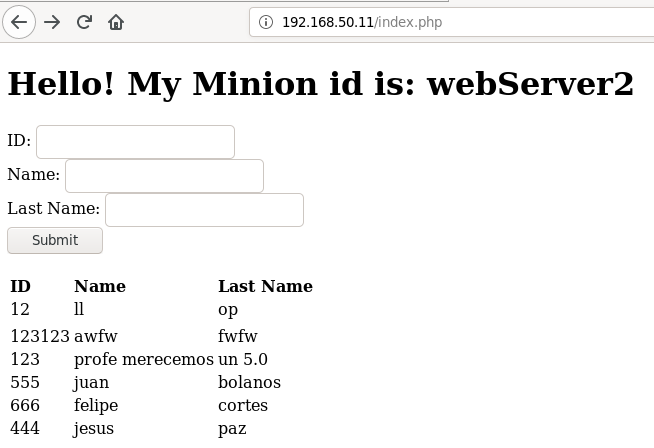 192.168.50.11/index.php
Hello! My Minion id is: webServer2
ID:
Name:
Last Name:
Submit
ID Name Last Name
12 ll op
123123 awfw fwfw
123 profe merecemos un 5.0
555 juan bolanos
666 felipe cortes
444 jesus paz